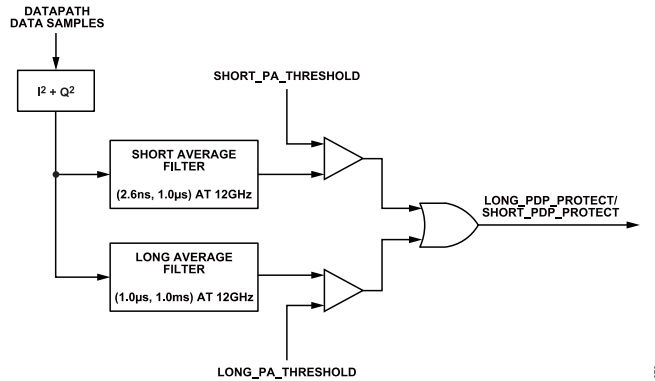 DATAPATH
DATA SAMPLES
I² + Q²
SHORT_PA_THRESHOLD
SHORT AVERAGE
FILTER
(2.6ns, 1.0µs) AT 12GHz
LONG_PDP_PROTECT/
SHORT_PDP_PROTECT
LONG AVERAGE
FILTER
(1.0µs, 1.0ms) AT 12GHz
LONG_PA_THRESHOLD